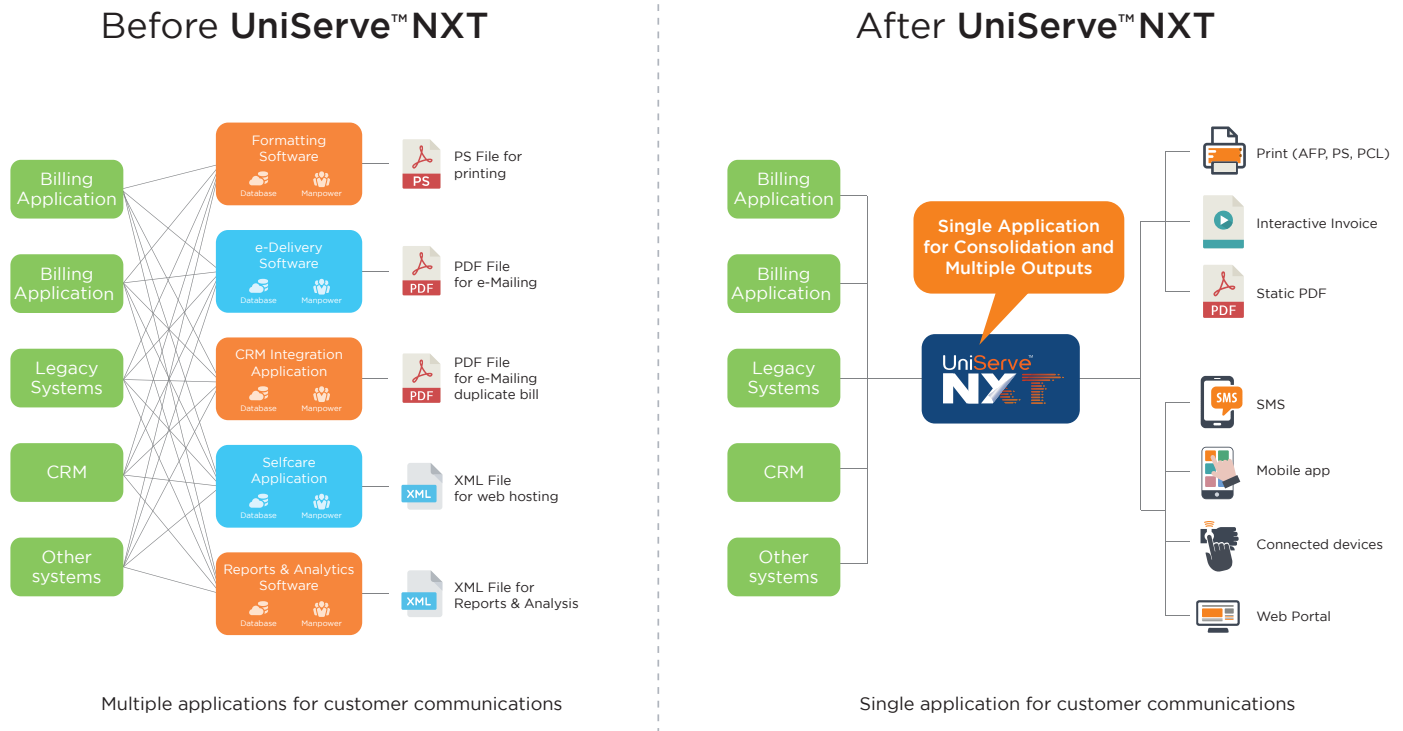 Before UniServe™ NXT
Billing
Application
Billing
Application
Legacy
Systems
CRM
Other
systems
Formatting
Software
Database Manpower
e-Delivery
Software
Database Manpower
CRM Integration
Application
Database Manpower
Selfcare
Application
Database Manpower
Reports & Analytics
Software
Database Manpower
PS
PS File for
printing
PDF
PDF File
for e-Mailing
PDF
PDF File
for e-Mailing
duplicate bill
XML
XML File
for web hosting
XML
XML File for
Reports & Analysis
Multiple applications for customer communications
After UniServe™ NXT
Billing
Application
Billing
Application
Legacy
Systems
CRM
Other
systems
Single Application
for Consolidation and
Multiple Outputs
UniServe™
NXT
Print (AFP, PS, PCL)
Interactive Invoice
PDF
Static PDF
SMS
SMS
Mobile app
Connected devices
Web Portal
Single application for customer communications